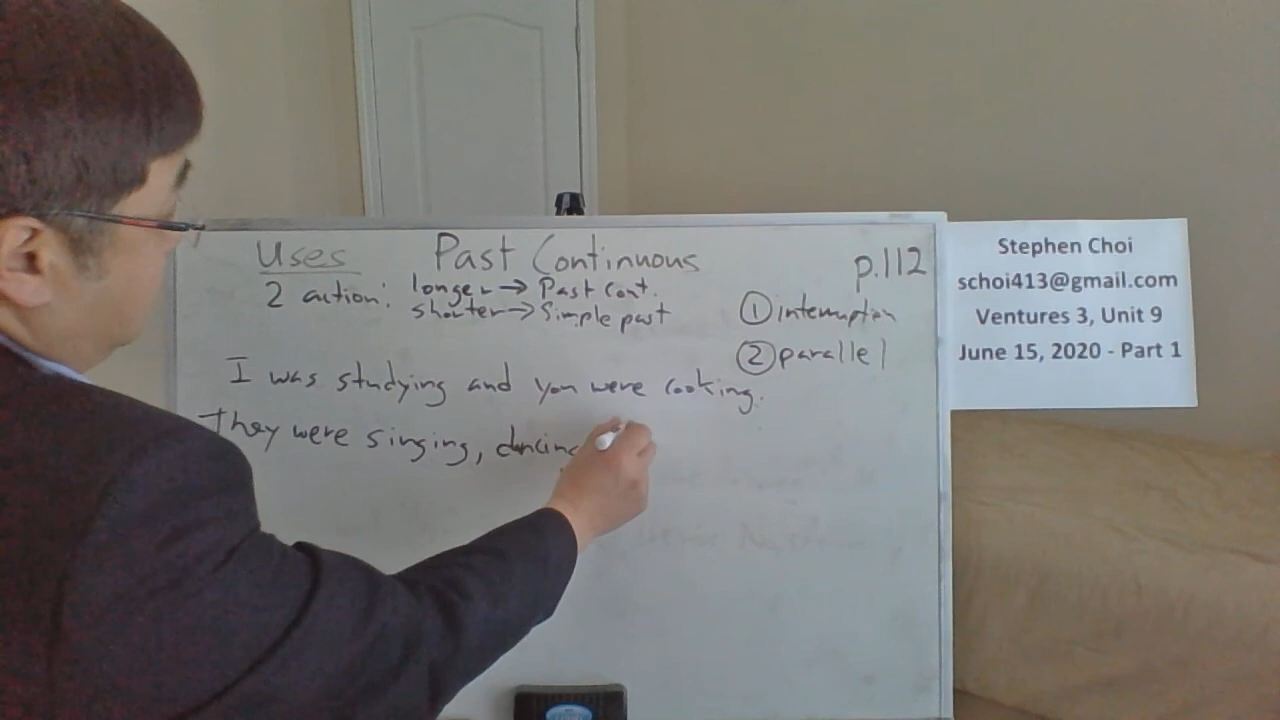 Uses Past Continuous p.112
2 action: longer → Past Cont.
shorter → Simple past
① interruption
② parallel
I was studying and you were cooking.
They were singing, dancing
Stephen Choi
schoi413@gmail.com
Ventures 3, Unit 9
June 15, 2020 - Part 1